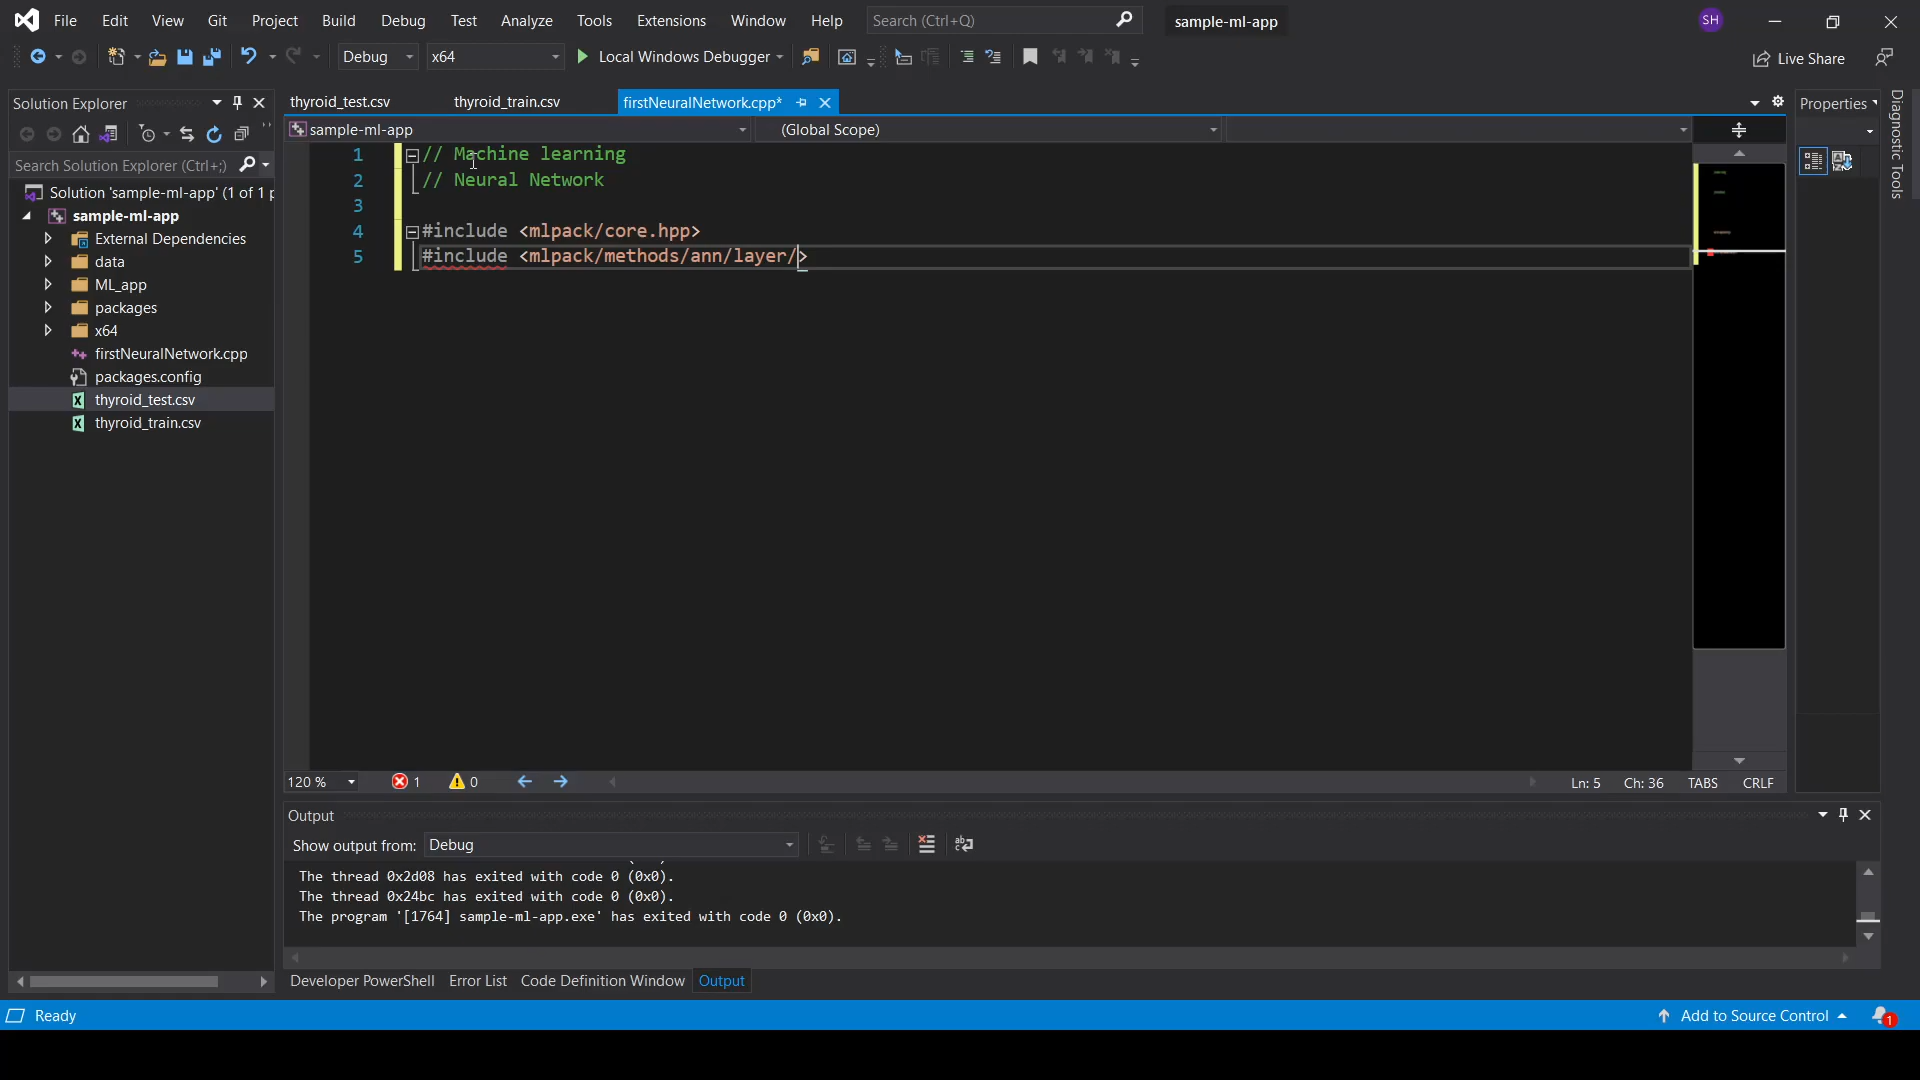 File Edit View Git Project Build Debug Test Analyze Tools Extensions Window Help Search (Ctrl+Q) sample-ml-app SH
Debug x64 Local Windows Debugger Live Share
Solution Explorer
Search Solution Explorer (Ctrl+;)
Solution 'sample-ml-app' (1 of 1 p
sample-ml-app
External Dependencies
data
ML_app
packages
x64
firstNeuralNetwork.cpp
packages.config
thyroid_test.csv
thyroid_train.csv
thyroid_test.csv thyroid_train.csv firstNeuralNetwork.cpp*
sample-ml-app (Global Scope)
1 // Machine learning
2 // Neural Network
3
4 #include <mlpack/core.hpp>
5 #include <mlpack/methods/ann/layer/>
120 % 1 0 Ln: 5 Ch: 36 TABS CRLF
Properties
Diagnostic Tools
Output
Show output from: Debug
The thread 0x2d08 has exited with code 0 (0x0).
The thread 0x24bc has exited with code 0 (0x0).
The program '[1764] sample-ml-app.exe' has exited with code 0 (0x0).
Developer PowerShell Error List Code Definition Window Output
Ready Add to Source Control 1